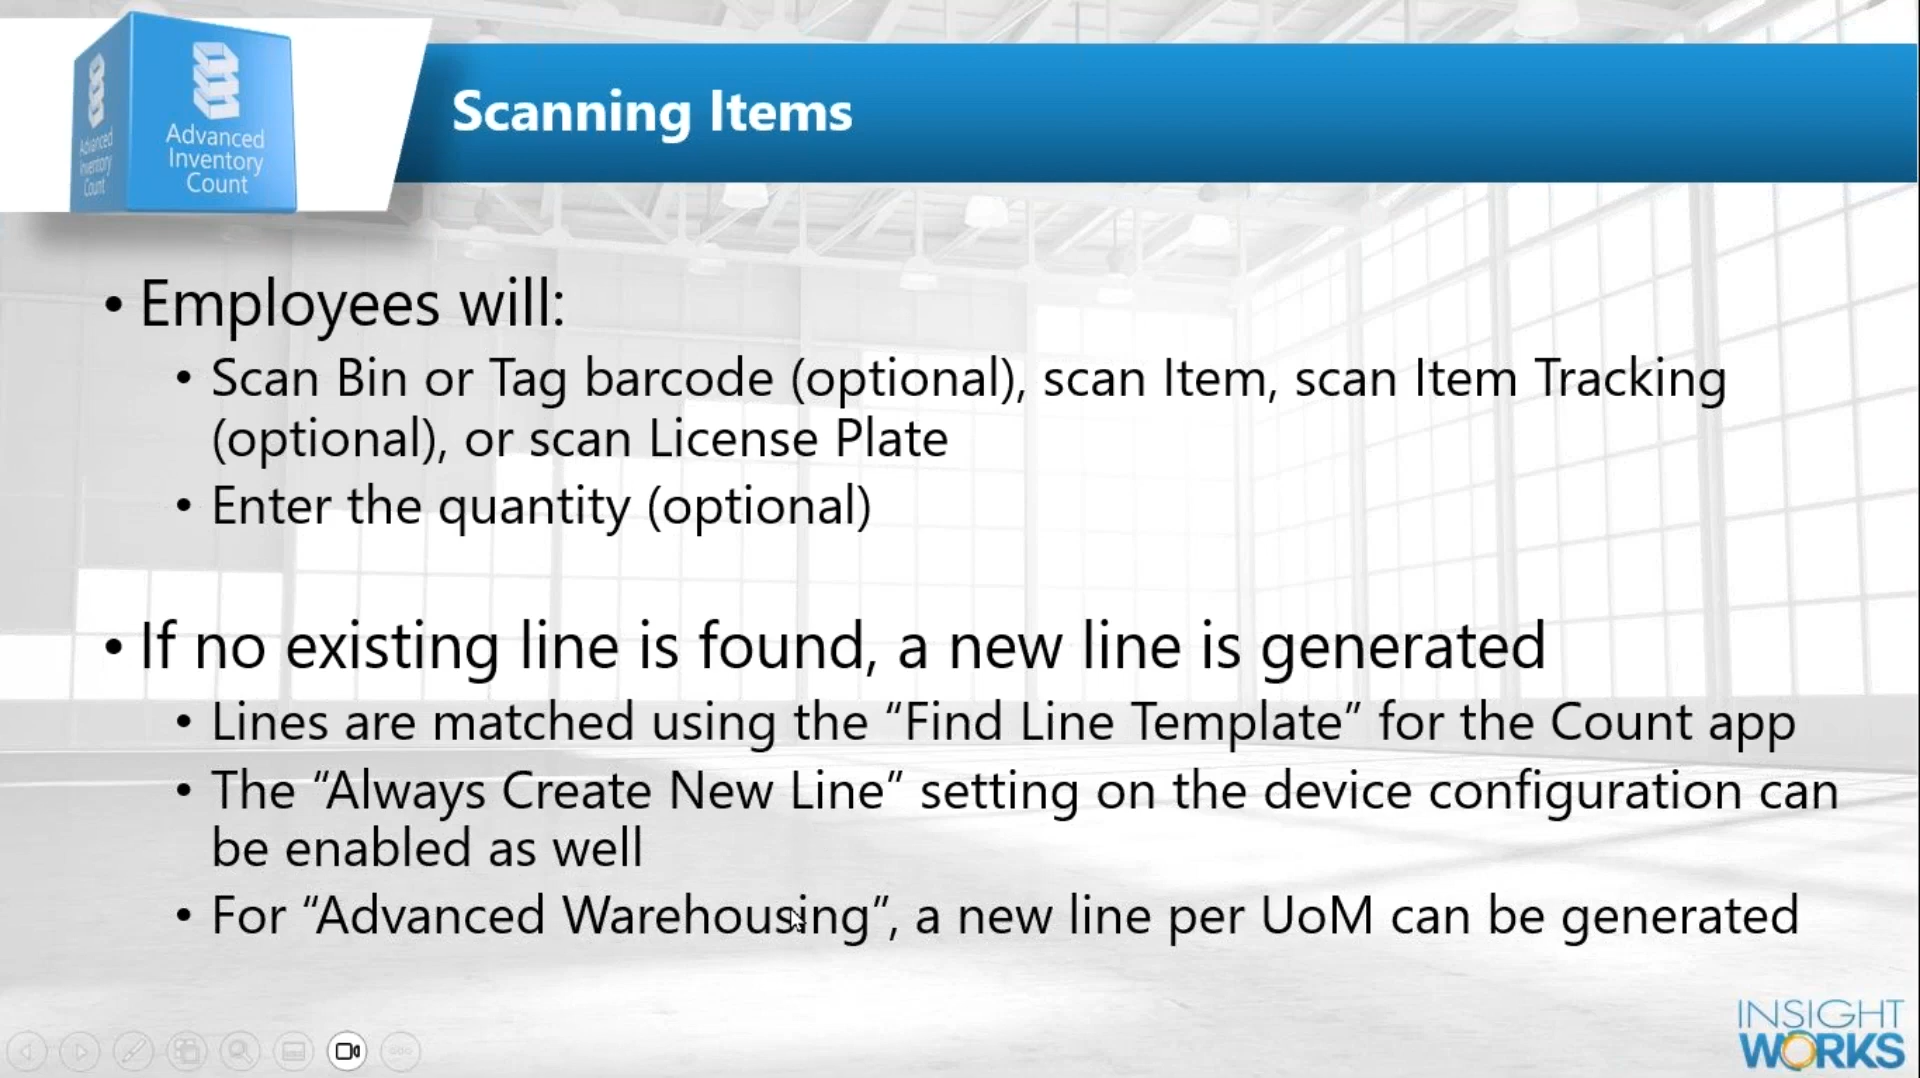 Advanced
Inventory
Count
Advanced
Inventory
Count
Scanning Items
• Employees will:
• Scan Bin or Tag barcode (optional), scan Item, scan Item Tracking
(optional), or scan License Plate
• Enter the quantity (optional)
• If no existing line is found, a new line is generated
• Lines are matched using the “Find Line Template” for the Count app
• The “Always Create New Line” setting on the device configuration can
be enabled as well
• For “Advanced Warehousing”, a new line per UoM can be generated
INSIGHT
WORKS